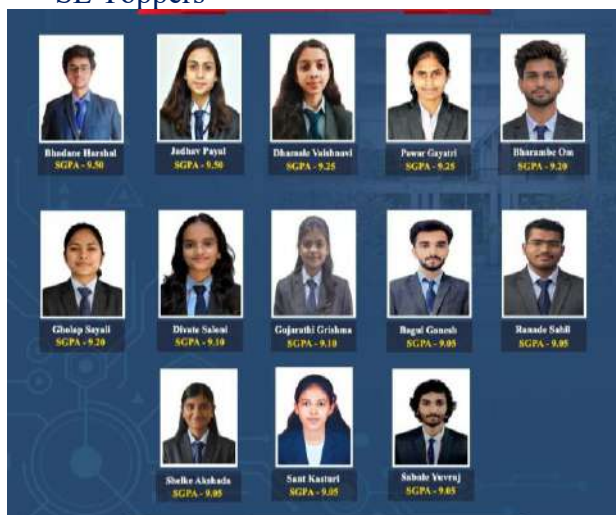 SE Toppers
Bhadane Harshal
SGPA - 9.50
Jadhav Payal
SGPA - 9.50
Dhamale Vaishnavi
SGPA - 9.25
Pawar Gayatri
SGPA - 9.25
Bharambe Om
SGPA - 9.20
Gholap Sayali
SGPA - 9.20
Divate Saloni
SGPA - 9.10
Gujarathi Grishma
SGPA - 9.10
Bagul Ganesh
SGPA - 9.05
Ranade Sahil
SGPA - 9.05
Shelke Akshada
SGPA - 9.05
Sant Kasturi
SGPA - 9.05
Sabale Yuvraj
SGPA - 9.05